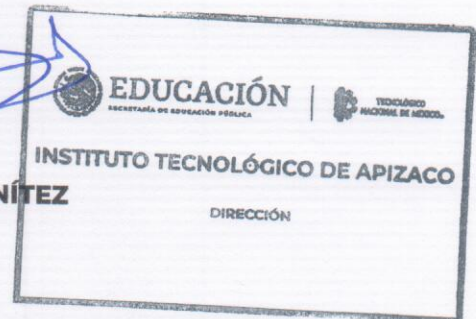 EDUCACIÓN
SECRETARÍA DE EDUCACIÓN PÚBLICA
TECNOLÓGICO
NACIONAL DE MÉXICO
INSTITUTO TECNOLÓGICO DE APIZACO
NÍTEZ
DIRECCIÓN